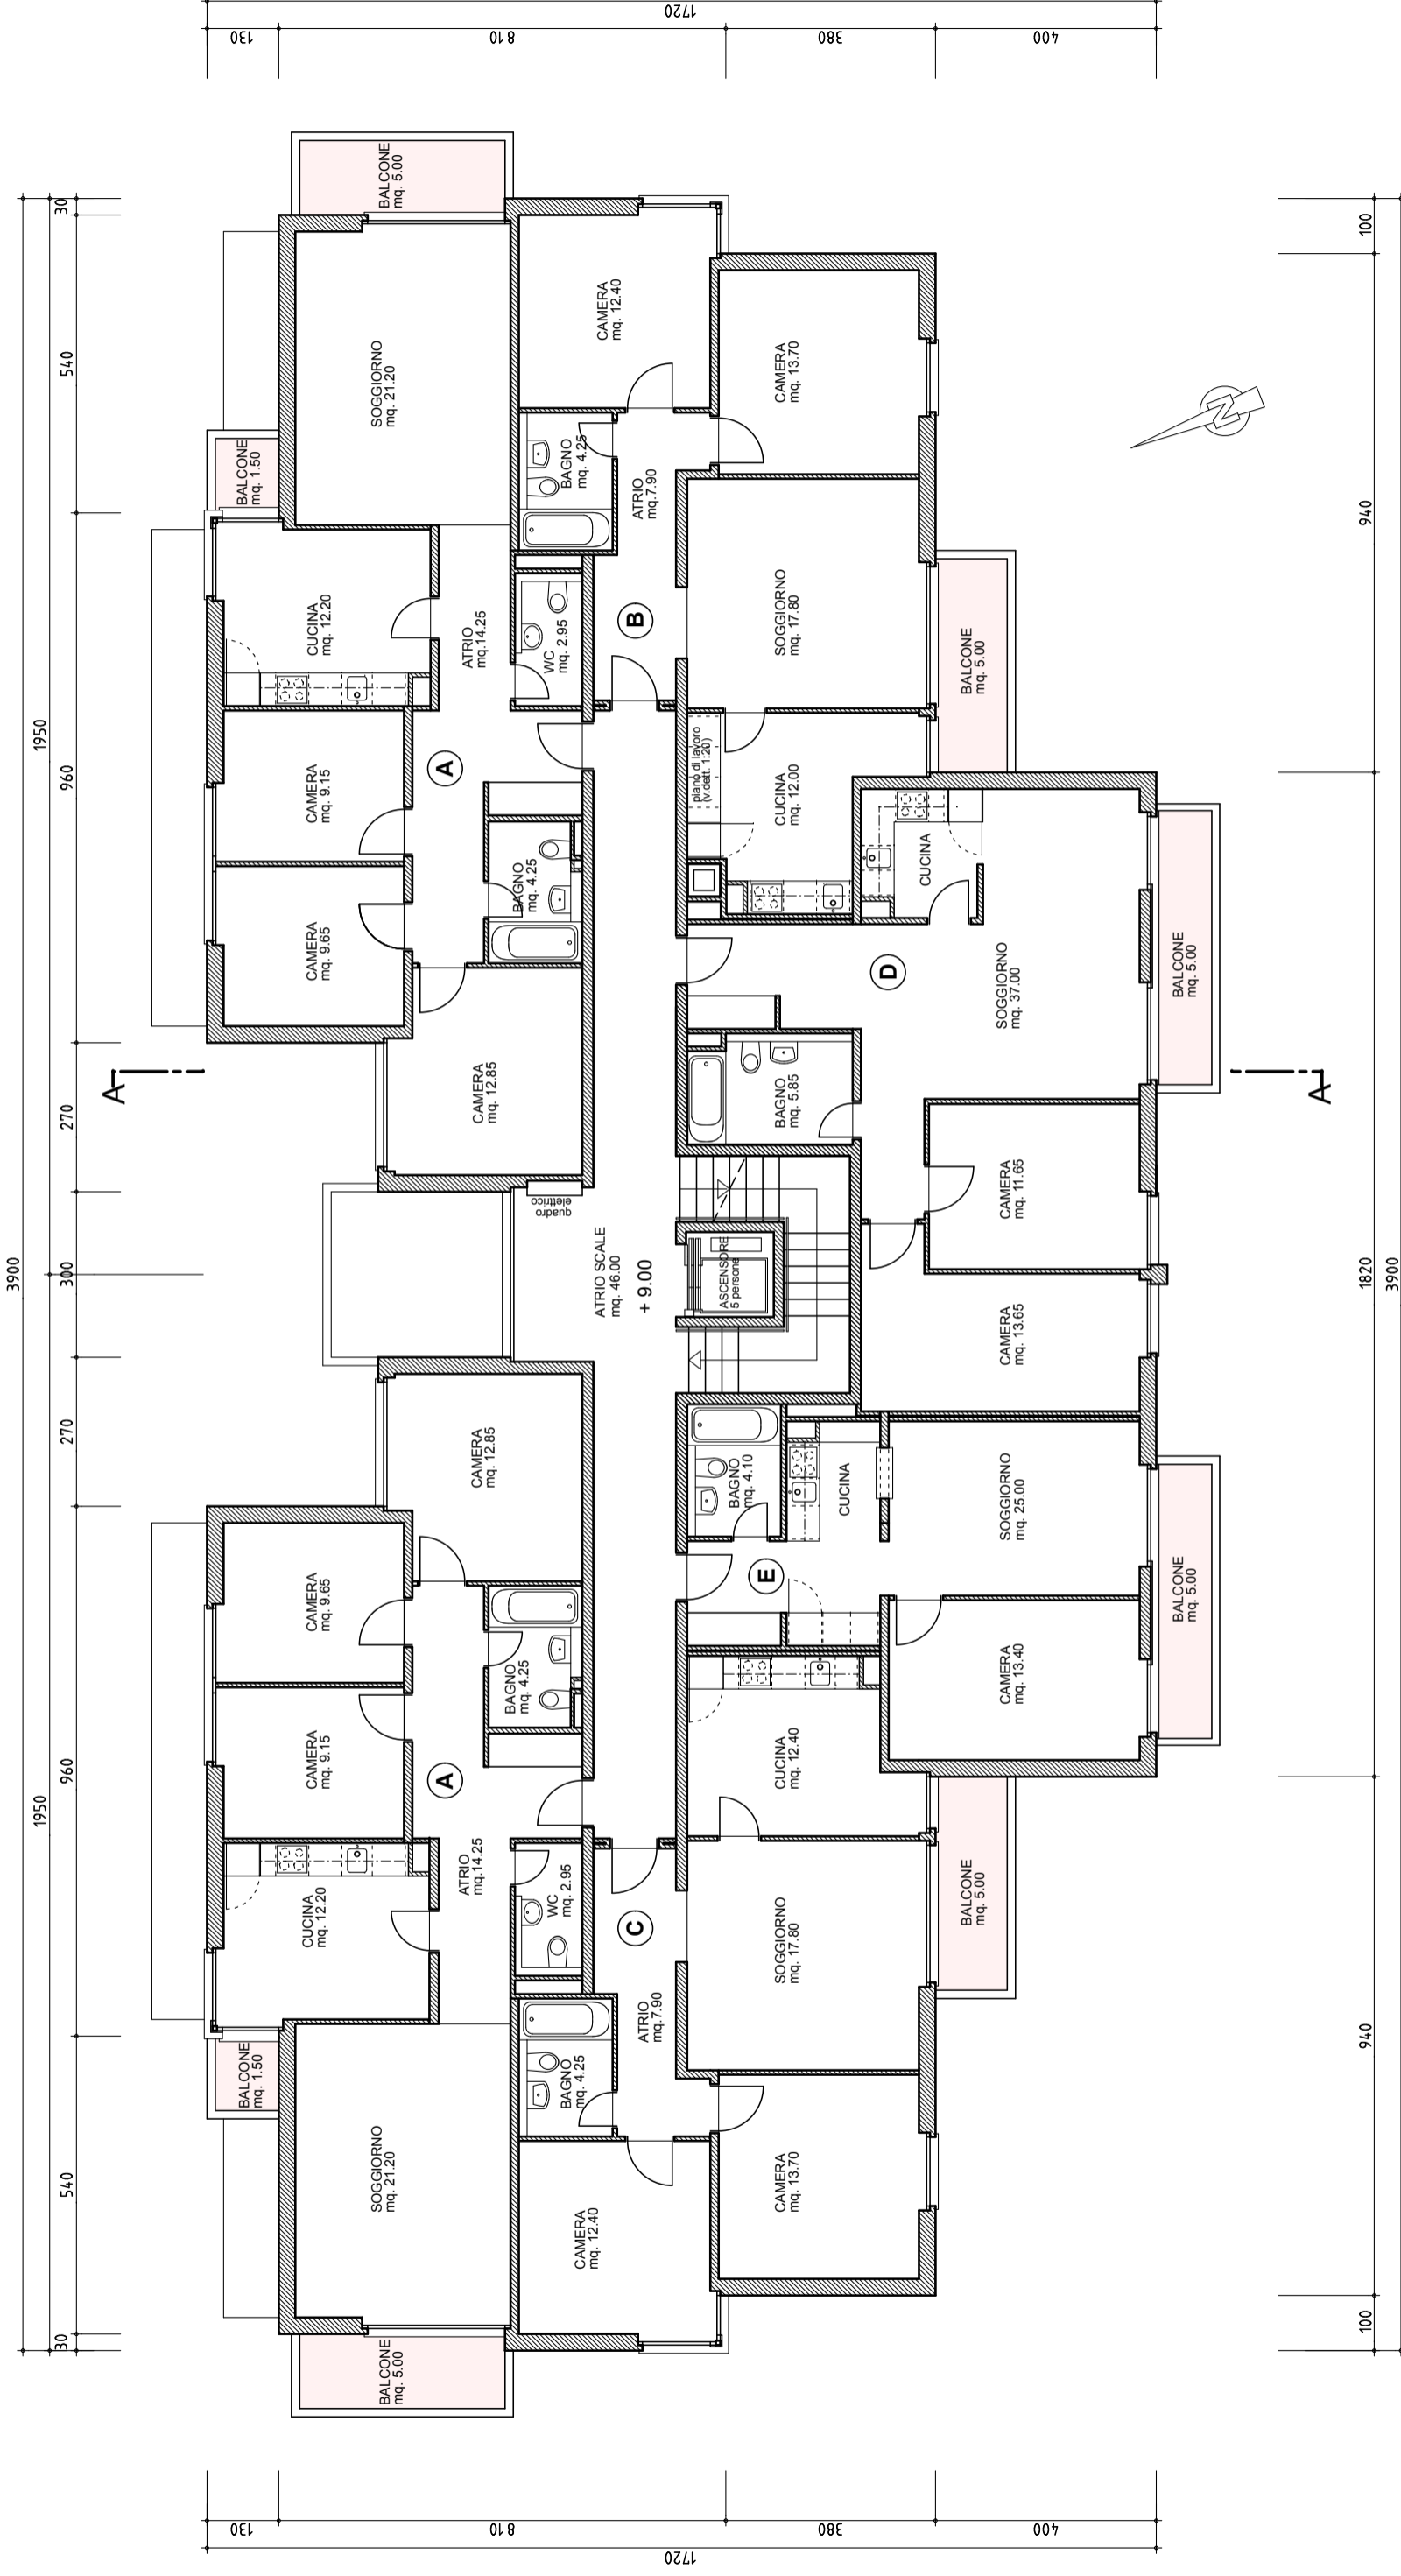 1720
130
810
380
400
3900
1950
1950
30
540
960
270
300
270
960
540
30
BALCONE
mq. 5.00
BALCONE
mq. 1.50
SOGGIORNO
mq. 21.20
CAMERA
mq. 12.40
CAMERA
mq. 13.70
BAGNO
mq. 4.25
ATRIO
mq.7.90
CUCINA
mq. 12.20
ATRIO
mq.14.25
WC
mq. 2.95
B
SOGGIORNO
mq. 17.80
BALCONE
mq. 5.00
CAMERA
mq. 9.15
A
piano di lavoro
(v.dett. 1:20)
CUCINA
mq. 12.00
CUCINA
BAGNO
mq. 4.25
CAMERA
mq. 9.65
D
SOGGIORNO
mq. 37.00
BALCONE
mq. 5.00
N
A
A
CAMERA
mq. 12.85
BAGNO
mq. 5.85
CAMERA
mq. 11.65
quadro
elettrico
ATRIO SCALE
mq. 46.00
+ 9.00
ASCENSORE
5 persone
CAMERA
mq. 13.65
CAMERA
mq. 12.85
BAGNO
mq. 4.10
CUCINA
SOGGIORNO
mq. 25.00
E
BALCONE
mq. 5.00
CAMERA
mq. 9.65
BAGNO
mq. 4.25
CAMERA
mq. 13.40
CAMERA
mq. 9.15
A
CUCINA
mq. 12.40
CUCINA
mq. 12.20
ATRIO
mq.14.25
WC
mq. 2.95
C
SOGGIORNO
mq. 17.80
BALCONE
mq. 5.00
BALCONE
mq. 1.50
BAGNO
mq. 4.25
ATRIO
mq.7.90
SOGGIORNO
mq. 21.20
CAMERA
mq. 12.40
CAMERA
mq. 13.70
BALCONE
mq. 5.00
100
940
1820
3900
940
100
130
810
380
400
1720